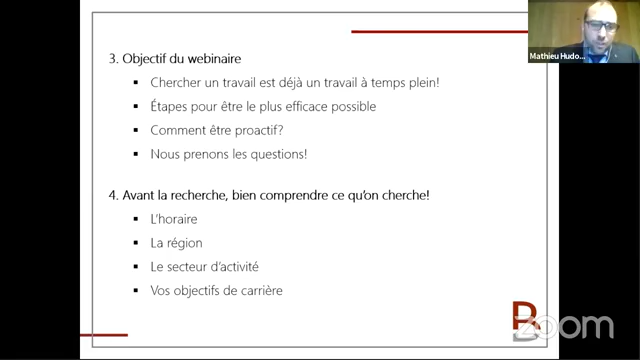 3. Objectif du webinaire
▪ Chercher un travail est déjà un travail à temps plein!
▪ Étapes pour être le plus efficace possible
▪ Comment être proactif?
▪ Nous prenons les questions!
4. Avant la recherche, bien comprendre ce qu'on cherche!
▪ L'horaire
▪ La région
▪ Le secteur d'activité
▪ Vos objectifs de carrière
Mathieu Hudo...
R
zoom